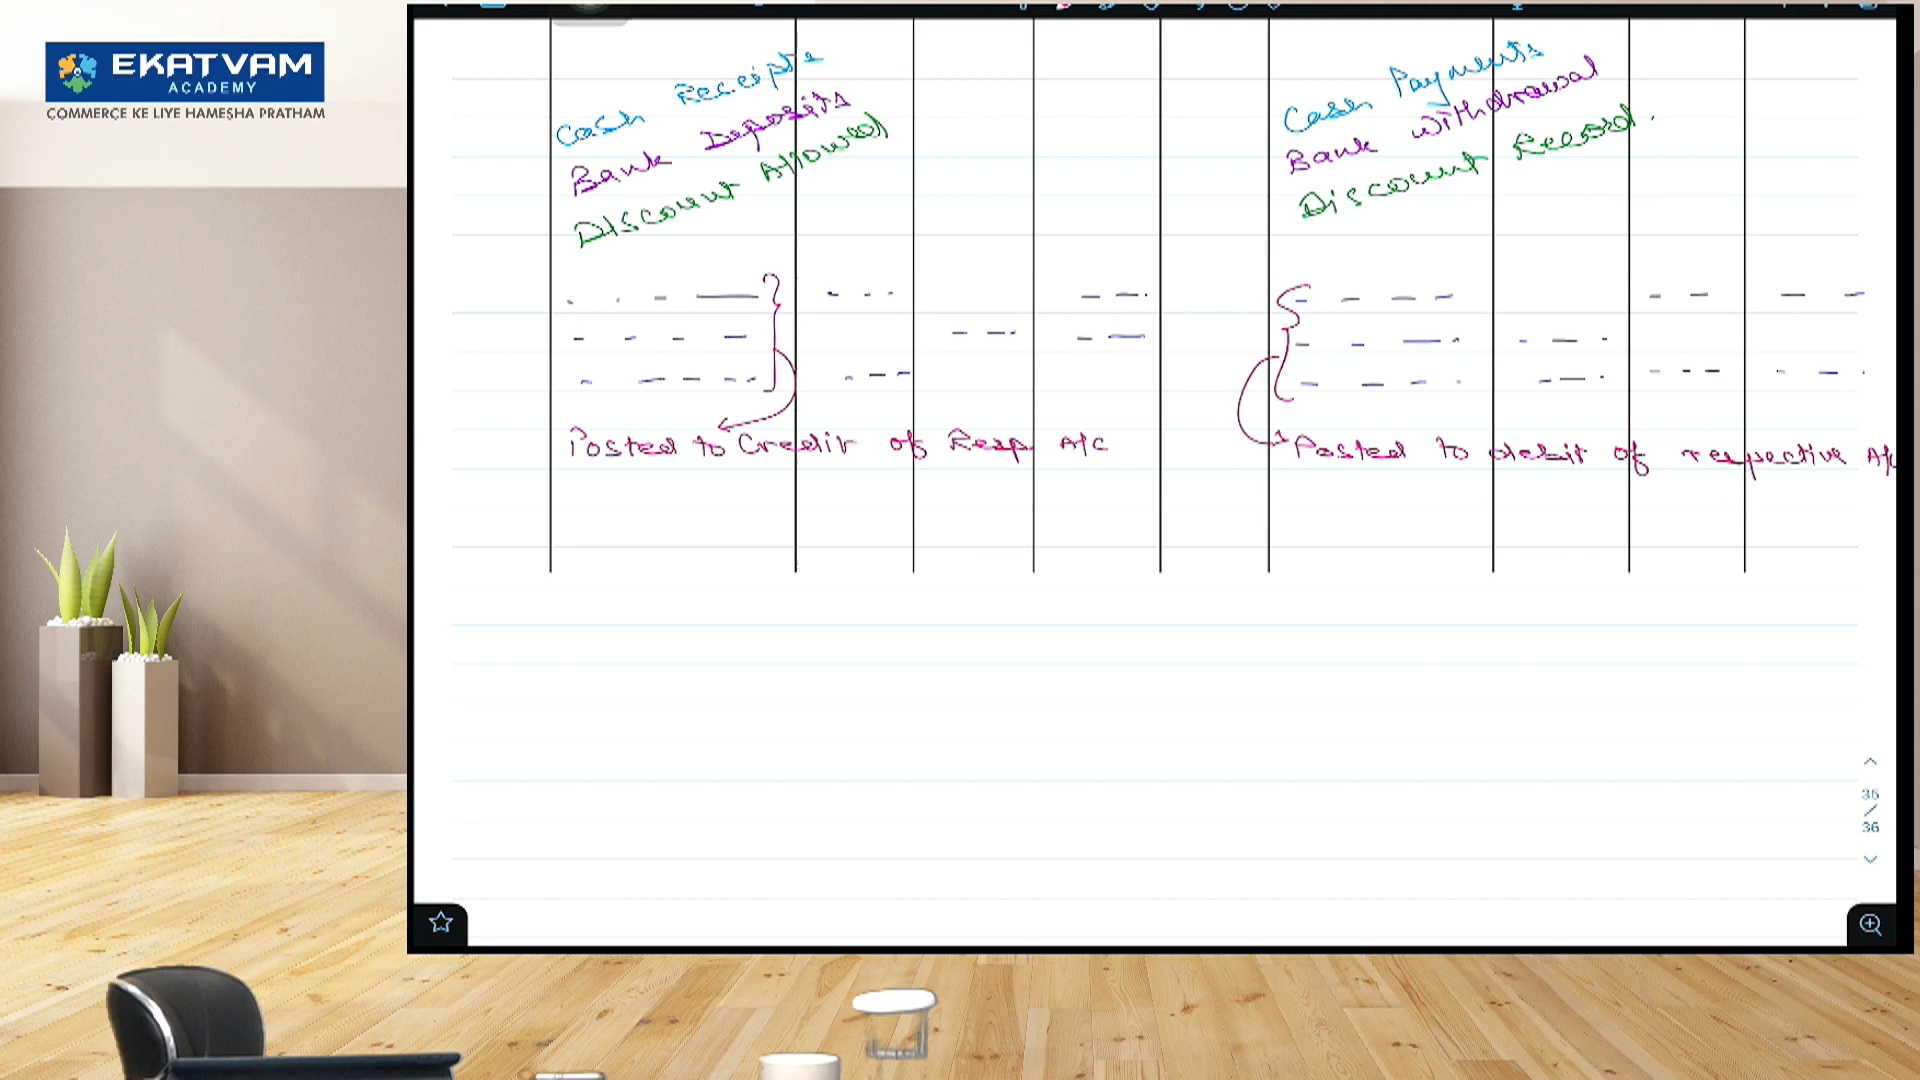 EKATVAM
ACADEMY
COMMERCE KE LIYE HAMESHA PRATHAM
Cash Receipts
Bank Deposits
Discount Allowed
Cash Payments
Bank Withdrawal
Discount Record.
Posted to Credit of Resp. A/C
Posted to debit of respective A/C
35
/
36